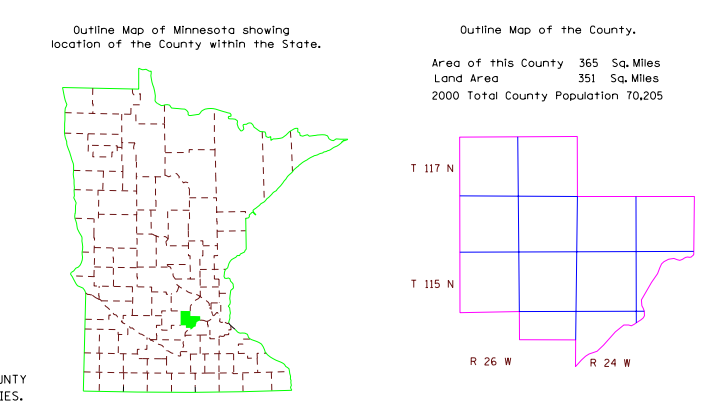 Outline Map of Minnesota showing
location of the County within the State.
Outline Map of the County.
Area of this County 365 Sq. Miles
Land Area 351 Sq. Miles
2000 Total County Population 70,205
T 117 N
T 115 N
R 26 W R 24 W
UNTY
IES.